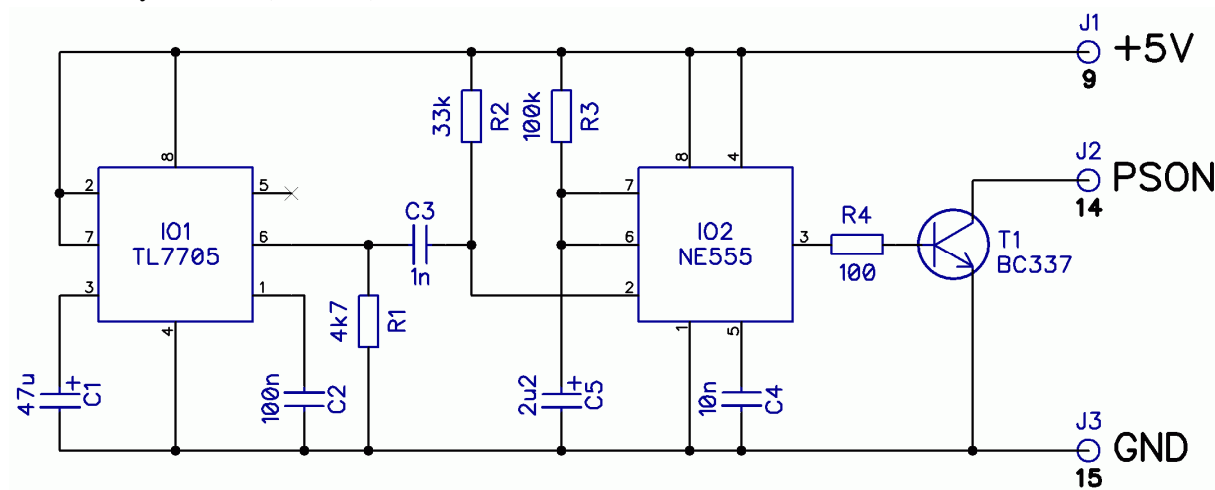 J1
+5V
9
33k
R2
100k
R3
8
8
4
J2
PSON
14
2
5
7
IO1
TL7705
7
6
C3
1n
6
IO2
NE555
3
R4
100
T1
BC337
3
1
2
4
4k7
R1
1
5
47u
+
C1
100n
C2
2u2
+
C5
10n
C4
J3
GND
15